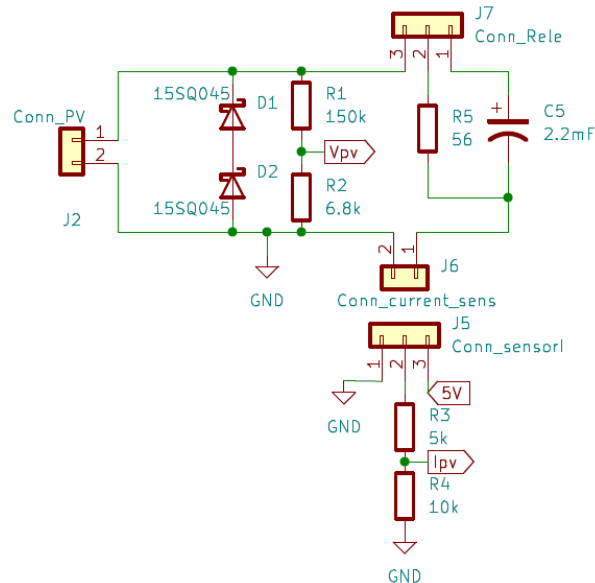 J7
Conn_Rele
3
2
1
15SQ045
D1
R1
150k
R5
56
+
C5
2.2mF
Conn_PV
1
2
Vpv
D2
R2
6.8k
15SQ045
J2
2
1
J6
GND
Conn_current_sens
J5
Conn_sensorI
1
2
3
5V
GND
R3
5k
Ipv
R4
10k
GND